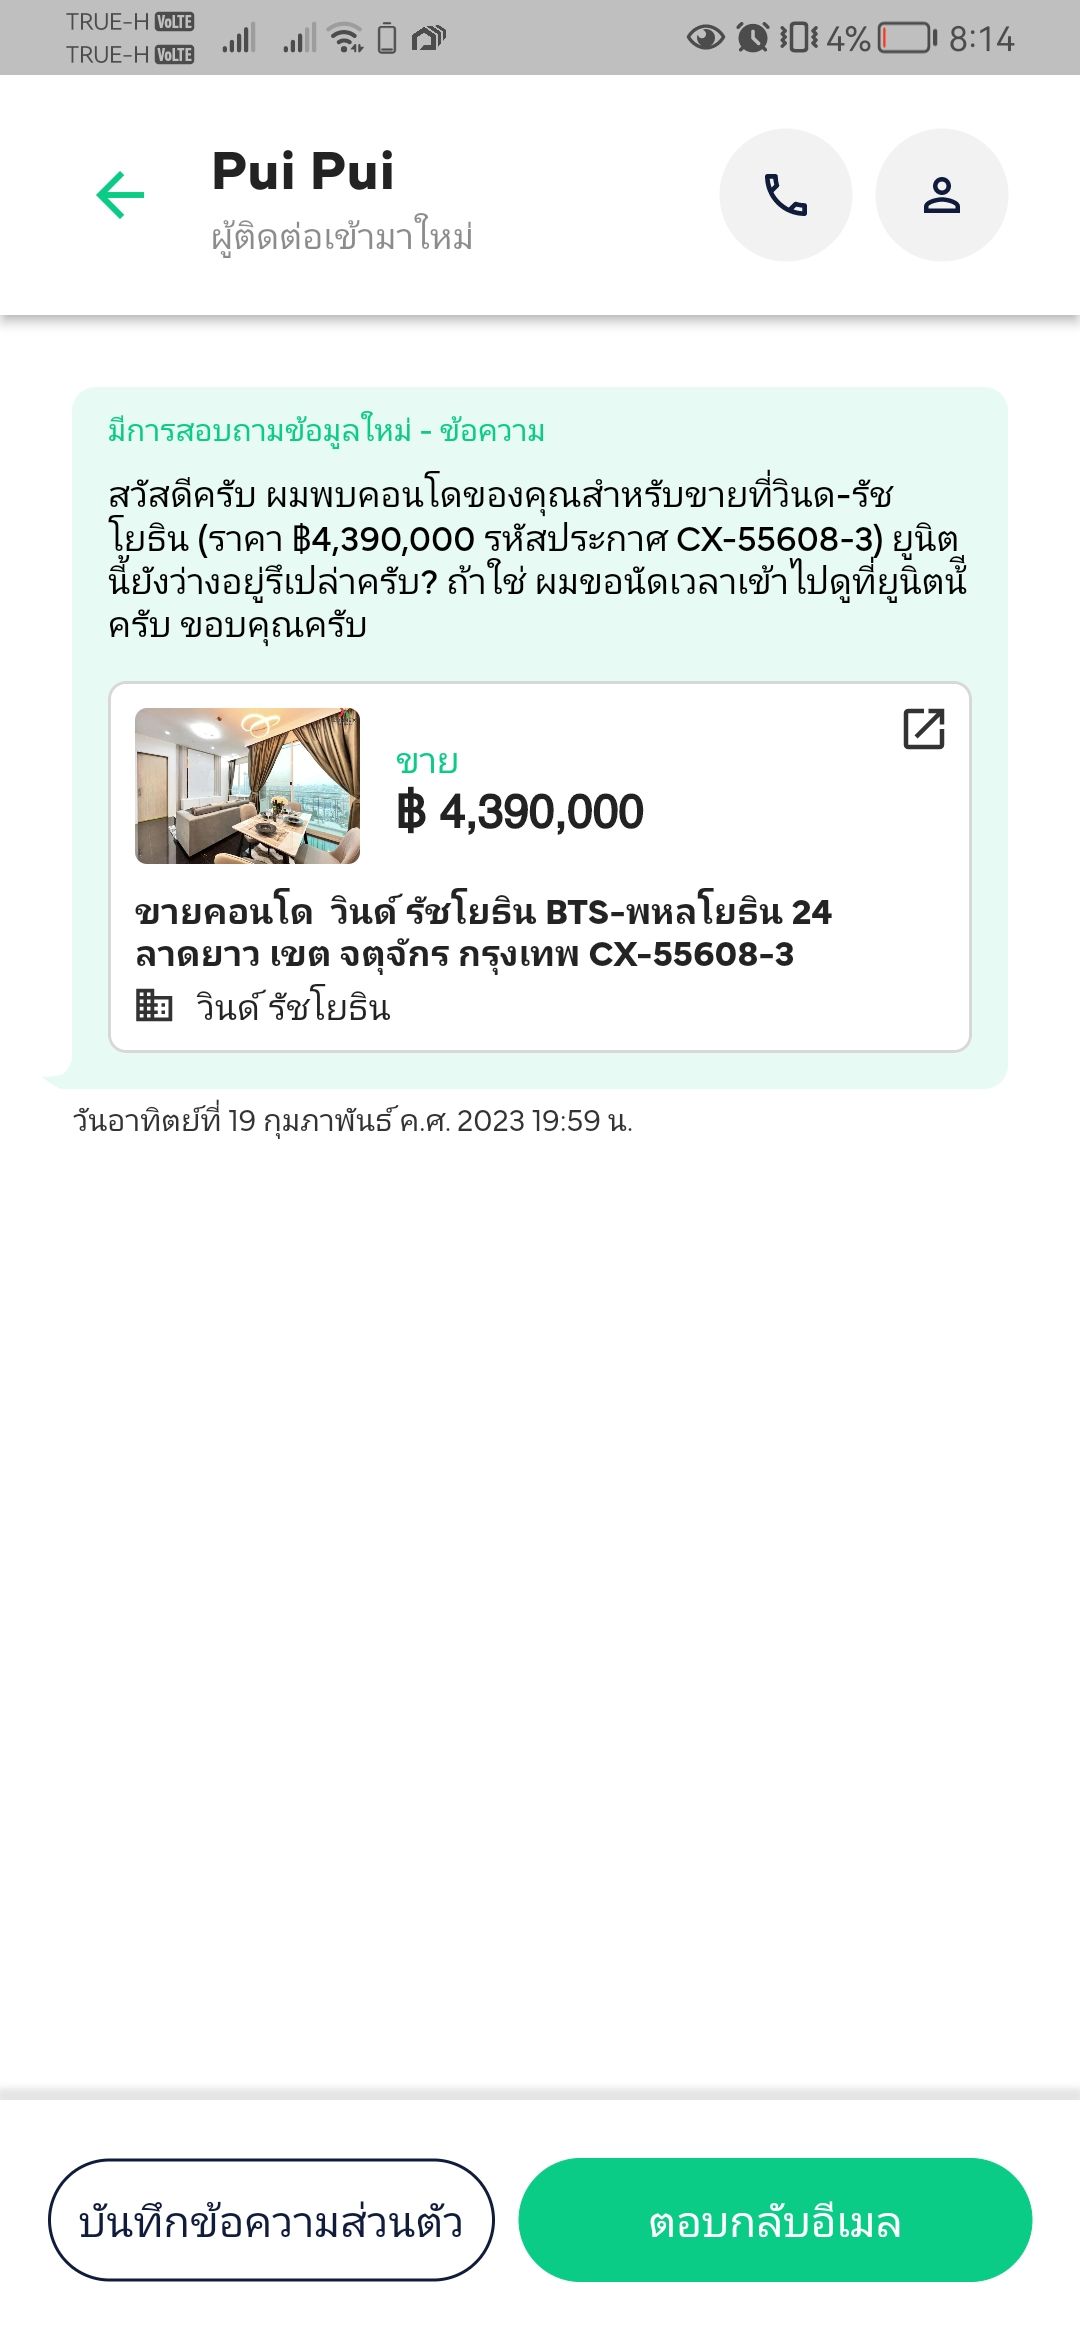 TRUE-H VoLTE
TRUE-H VoLTE
4% 8:14
Pui Pui
ผู้ติดต่อเข้ามาใหม่
มีการสอบถามข้อมูลใหม่ - ข้อความ
สวัสดีครับ ผมพบคอนโดของคุณสำหรับขายที่วินด-รัช
โยธิน (ราคา ฿4,390,000 รหัสประกาศ CX-55608-3) ยูนิต
นี้ยังว่างอยู่รึเปล่าครับ? ถ้าใช่ ผมขอนัดเวลาเข้าไปดูที่ยูนิตนี้
ครับ ขอบคุณครับ
ขาย
฿ 4,390,000
ขายคอนโด วินด์ รัชโยธิน BTS-พหลโยธิน 24
ลาดยาว เขต จตุจักร กรุงเทพ CX-55608-3
วินด์ รัชโยธิน
วันอาทิตย์ที่ 19 กุมภาพันธ์ ค.ศ. 2023 19:59 น.
บันทึกข้อความส่วนตัว
ตอบกลับอีเมล